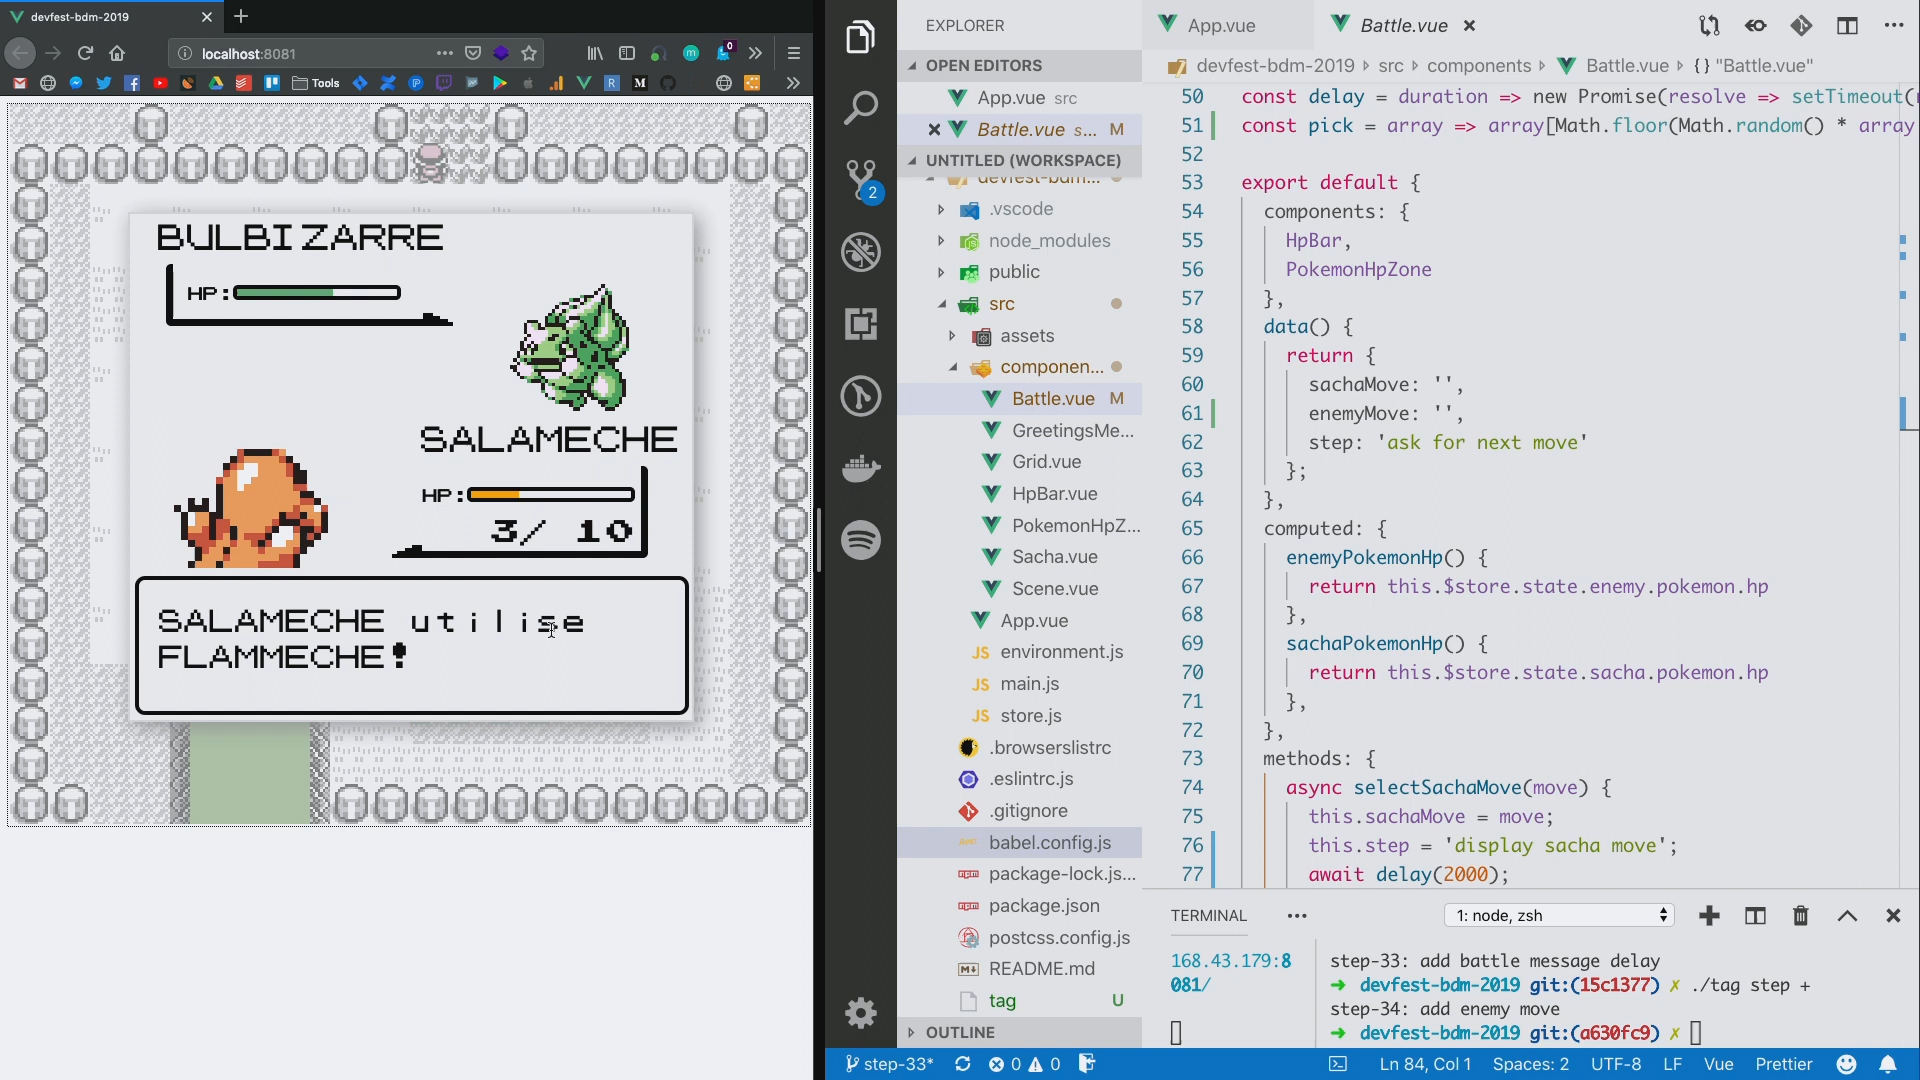 devfest-bdm-2019
localhost:8081
Tools
BULBIZARRE
HP:
SALAMECHE
HP:
3/ 10
SALAMECHE utilise
FLAMMECHE!
EXPLORER
OPEN EDITORS
App.vue src
Battle.vue s... M
UNTITLED (WORKSPACE)
devfest-bdm...
.vscode
node_modules
public
src
assets
componen...
Battle.vue M
GreetingsMe...
Grid.vue
HpBar.vue
PokemonHpZ...
Sacha.vue
Scene.vue
App.vue
JS environment.js
JS main.js
JS store.js
.browserslistrc
.eslintrc.js
.gitignore
babel.config.js
package-lock.js...
package.json
postcss.config.js
README.md
tag U
OUTLINE
2
App.vue
Battle.vue
devfest-bdm-2019 src components Battle.vue {} "Battle.vue"
50 const delay = duration => new Promise(resolve => setTimeout(
51 const pick = array => array[Math.floor(Math.random() * array
52
53 export default {
54 components: {
55 HpBar,
56 PokemonHpZone
57 },
58 data() {
59 return {
60 sachaMove: '',
61 enemyMove: '',
62 step: 'ask for next move'
63 };
64 },
65 computed: {
66 enemyPokemonHp() {
67 return this.$store.state.enemy.pokemon.hp
68 },
69 sachaPokemonHp() {
70 return this.$store.state.sacha.pokemon.hp
71 },
72 },
73 methods: {
74 async selectSachaMove(move) {
75 this.sachaMove = move;
76 this.step = 'display sacha move';
77 await delay(2000);
TERMINAL
1: node, zsh
168.43.179:8
081/
step-33: add battle message delay
➜ devfest-bdm-2019 git:(15c1377) ✗ ./tag step +
step-34: add enemy move
➜ devfest-bdm-2019 git:(a630fc9) ✗
step-33* 0 0
Ln 84, Col 1 Spaces: 2 UTF-8 LF Vue Prettier